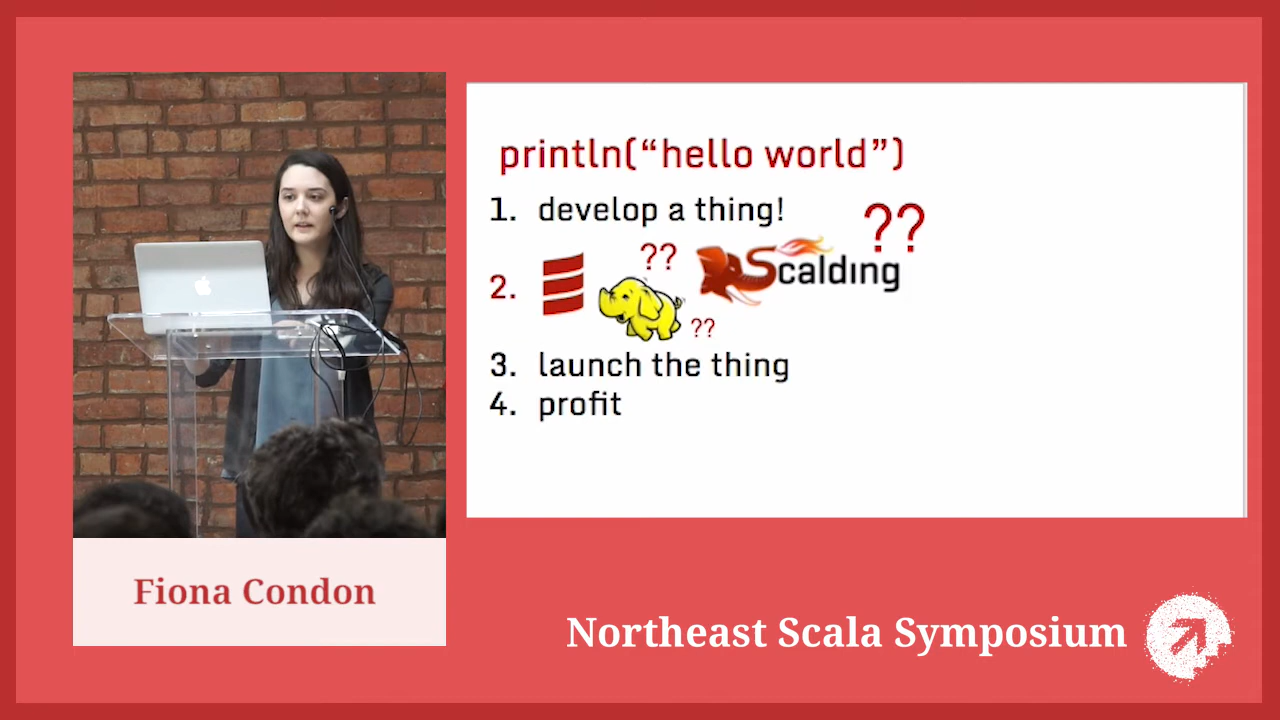 println(“hello world”)
1. develop a thing!
??
2.
??
Scalding
??
3. launch the thing
4. profit
Fiona Condon
Northeast Scala Symposium